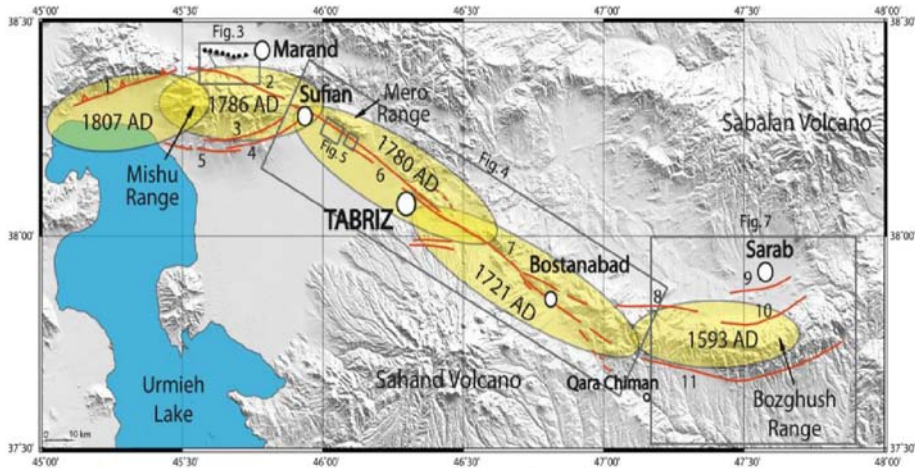 38°30'
Fig.3
Marand
1
2
1807 AD
1786 AD
Sufian
Mero
Range
Sabalan Volcano
3
4
5
Fig.5
Fig.4
Mishu
Range
1780 AD
6
TABRIZ
38°00'
7
Fig.7
Bostanabad
Sarab
1721 AD
8
9
10
1593 AD
Urmieh
Lake
Sahand Volcano
Qara Chiman
11
Bozghush
Range
10 km
37°30'
45°00'
45°30'
46°00'
46°30'
47°00'
47°30'
48°00'